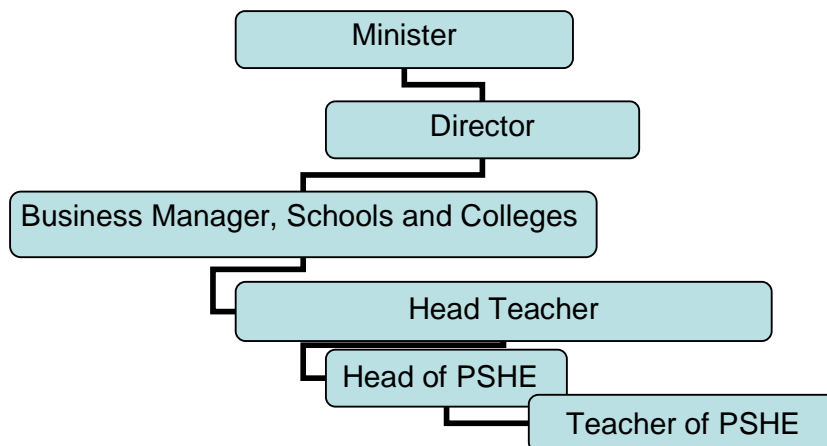 Minister
Director
Business Manager, Schools and Colleges
Head Teacher
Head of PSHE
Teacher of PSHE